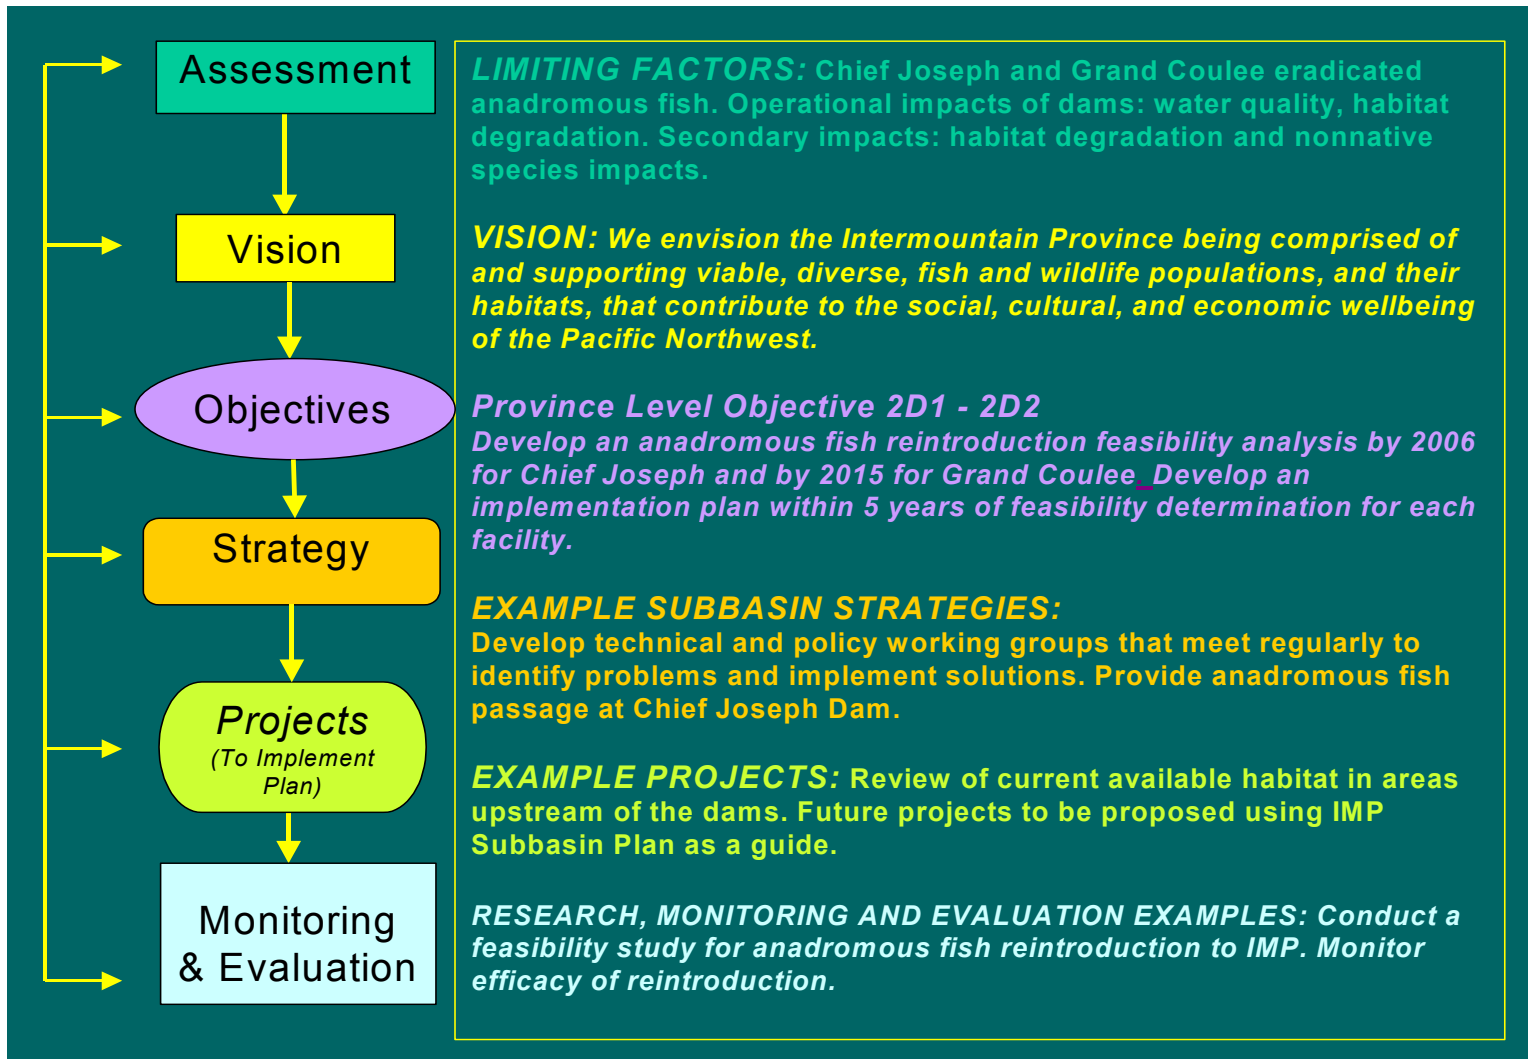 Assessment
LIMITING FACTORS: Chief Joseph and Grand Coulee eradicated
anadromous fish. Operational impacts of dams: water quality, habitat
degradation. Secondary impacts: habitat degradation and nonnative
species impacts.
Vision
VISION: We envision the Intermountain Province being comprised of
and supporting viable, diverse, fish and wildlife populations, and their
habitats, that contribute to the social, cultural, and economic wellbeing
of the Pacific Northwest.
Objectives
Province Level Objective 2D1 - 2D2
Develop an anadromous fish reintroduction feasibility analysis by 2006
for Chief Joseph and by 2015 for Grand Coulee. Develop an
implementation plan within 5 years of feasibility determination for each
facility.
Strategy
EXAMPLE SUBBASIN STRATEGIES:
Develop technical and policy working groups that meet regularly to
identify problems and implement solutions. Provide anadromous fish
passage at Chief Joseph Dam.
Projects
(To Implement
Plan)
EXAMPLE PROJECTS: Review of current available habitat in areas
upstream of the dams. Future projects to be proposed using IMP
Subbasin Plan as a guide.
Monitoring
& Evaluation
RESEARCH, MONITORING AND EVALUATION EXAMPLES: Conduct a
feasibility study for anadromous fish reintroduction to IMP. Monitor
efficacy of reintroduction.